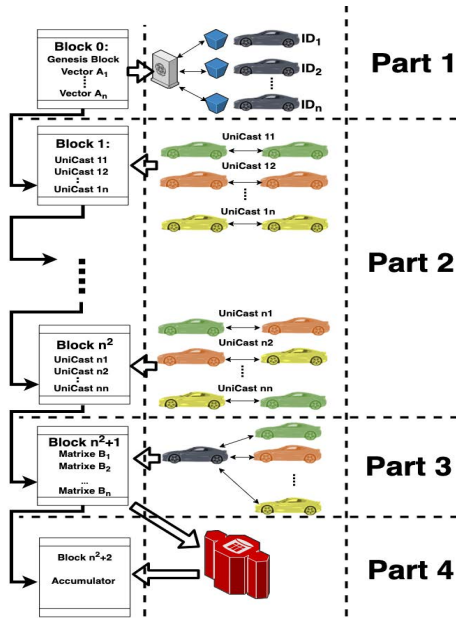 Block 0:
Genesis Block
Vector A₁
Vector Aₙ
ID₁
ID₂
IDₙ
Part 1
Block 1:
UniCast 11
UniCast 12
UniCast 1n
UniCast 11
UniCast 12
UniCast 1n
Part 2
Block n²
UniCast n1
UniCast n2
UniCast nn
UniCast n1
UniCast n2
UniCast nn
Block n²+1
Matrixe B₁
Matrixe B₂
...
Matrixe Bₙ
Part 3
Block n²+2
Accumulator
Part 4